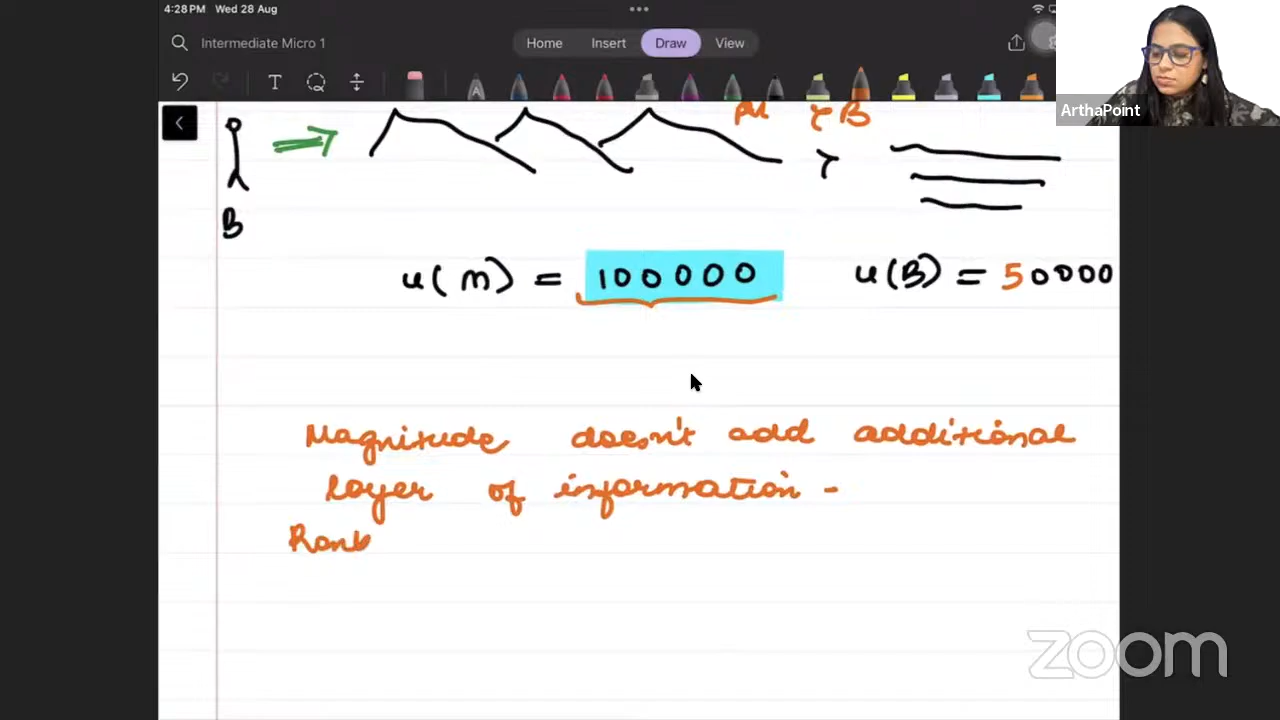 4:28 PM Wed 28 Aug
Intermediate Micro 1
Home Insert Draw View
ArthaPoint
M ≻ B
≻
B
u(m) = 100000 u(B) = 50000
Magnitude doesn't add additional
layer of information -
Rank
zoom